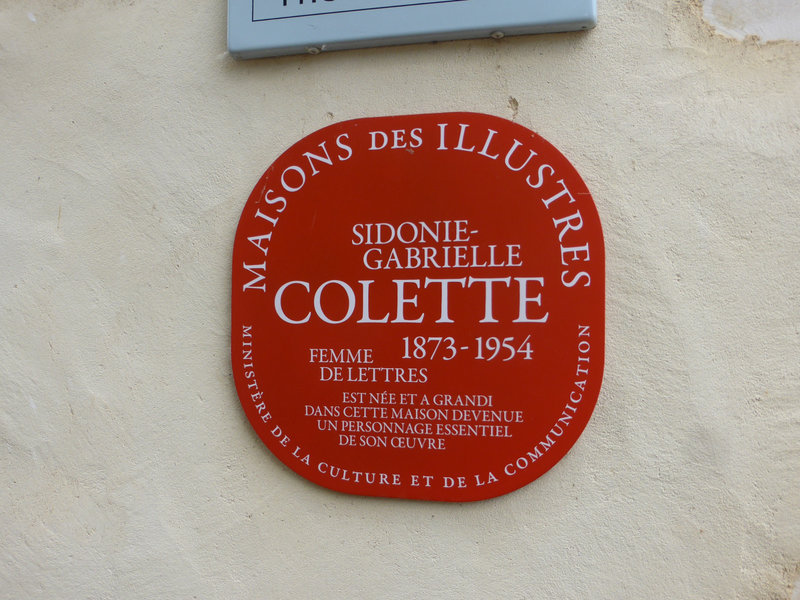 MAISONS DES ILLUSTRES
SIDONIE-
GABRIELLE
COLETTE
1873-1954
FEMME
DE LETTRES
EST NÉE ET A GRANDI
DANS CETTE MAISON DEVENUE
UN PERSONNAGE ESSENTIEL
DE SON ŒUVRE
MINISTÈRE DE LA CULTURE ET DE LA COMMUNICATION